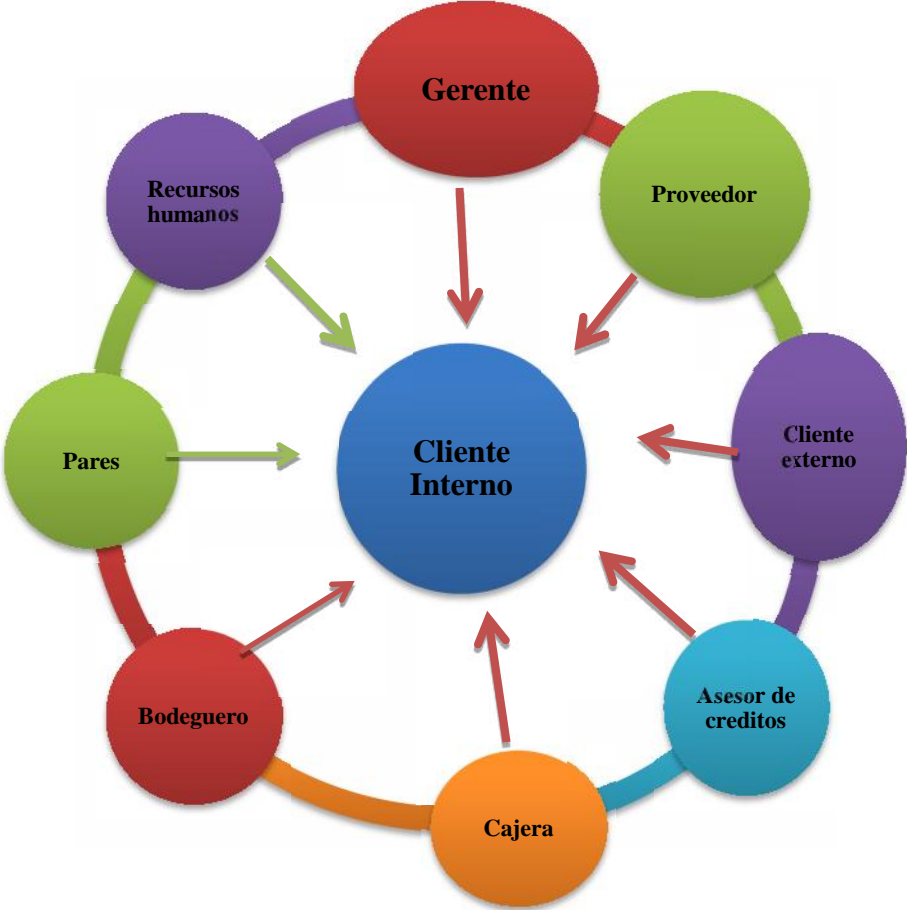 Gerente
Proveedor
Recursos
humanos
Cliente
externo
Cliente
Interno
Pares
Asesor de
creditos
Bodeguero
Cajera